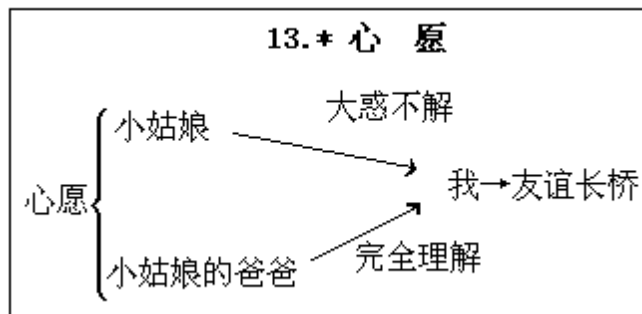 13.* 心 愿
大惑不解
小姑娘
我→友谊长桥
心愿
完全理解
小姑娘的爸爸